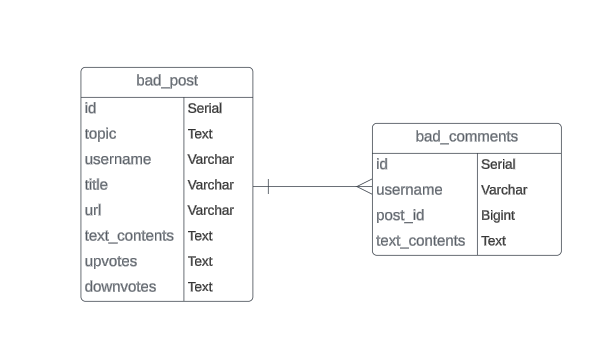 bad_post
id Serial
topic Text
username Varchar
title Varchar
url Varchar
text_contents Text
upvotes Text
downvotes Text
bad_comments
id Serial
username Varchar
post_id Bigint
text_contents Text